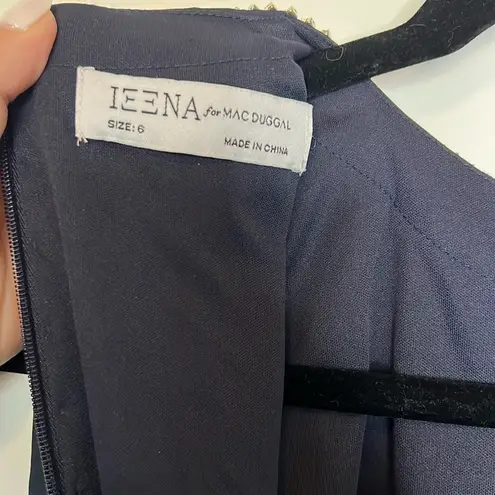 IEENA for MAC DUGGAL
SIZE: 6
MADE IN CHINA